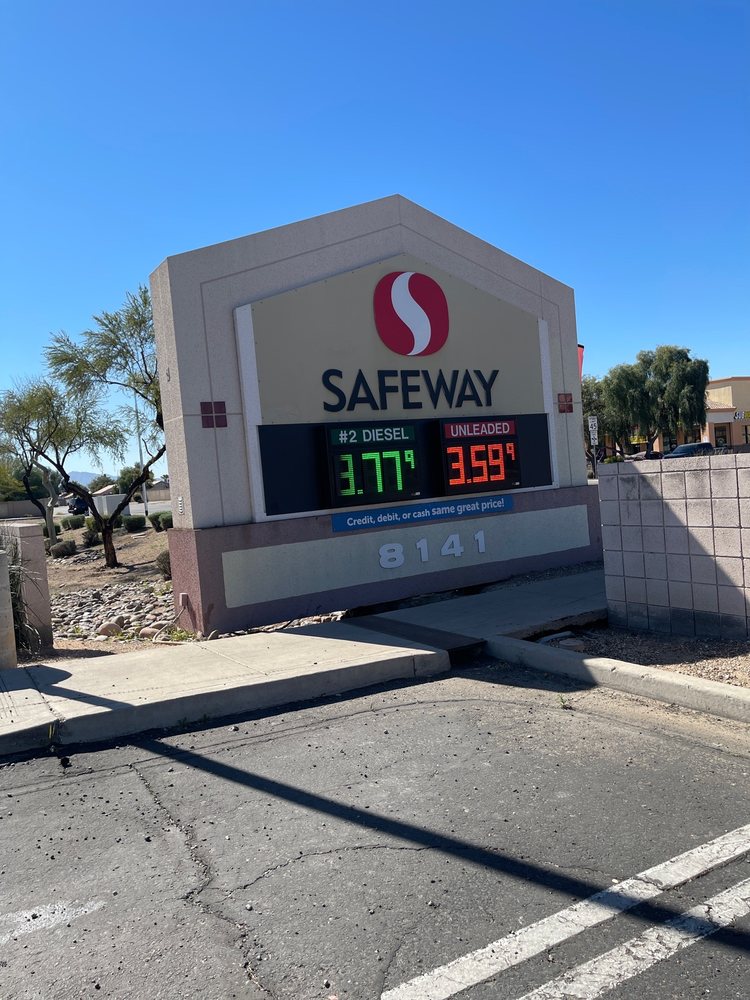 SAFEWAY
#2 DIESEL UNLEADED
3.77⁹ 3.59⁹
Credit, debit, or cash same great price!
8141